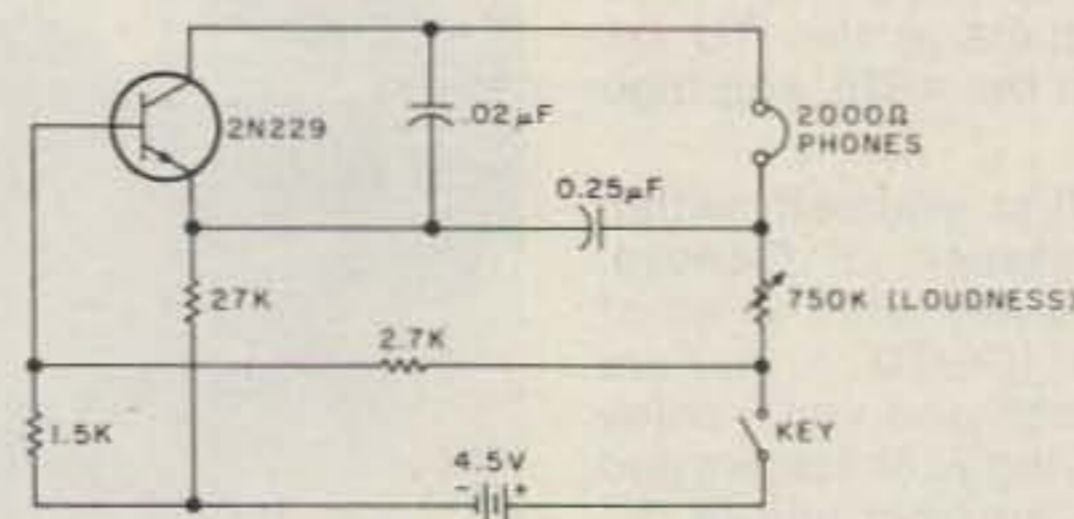 2N229
.02µF
2000Ω
PHONES
0.25µF
27K
750K (LOUDNESS)
2.7K
1.5K
KEY
4.5V
- +